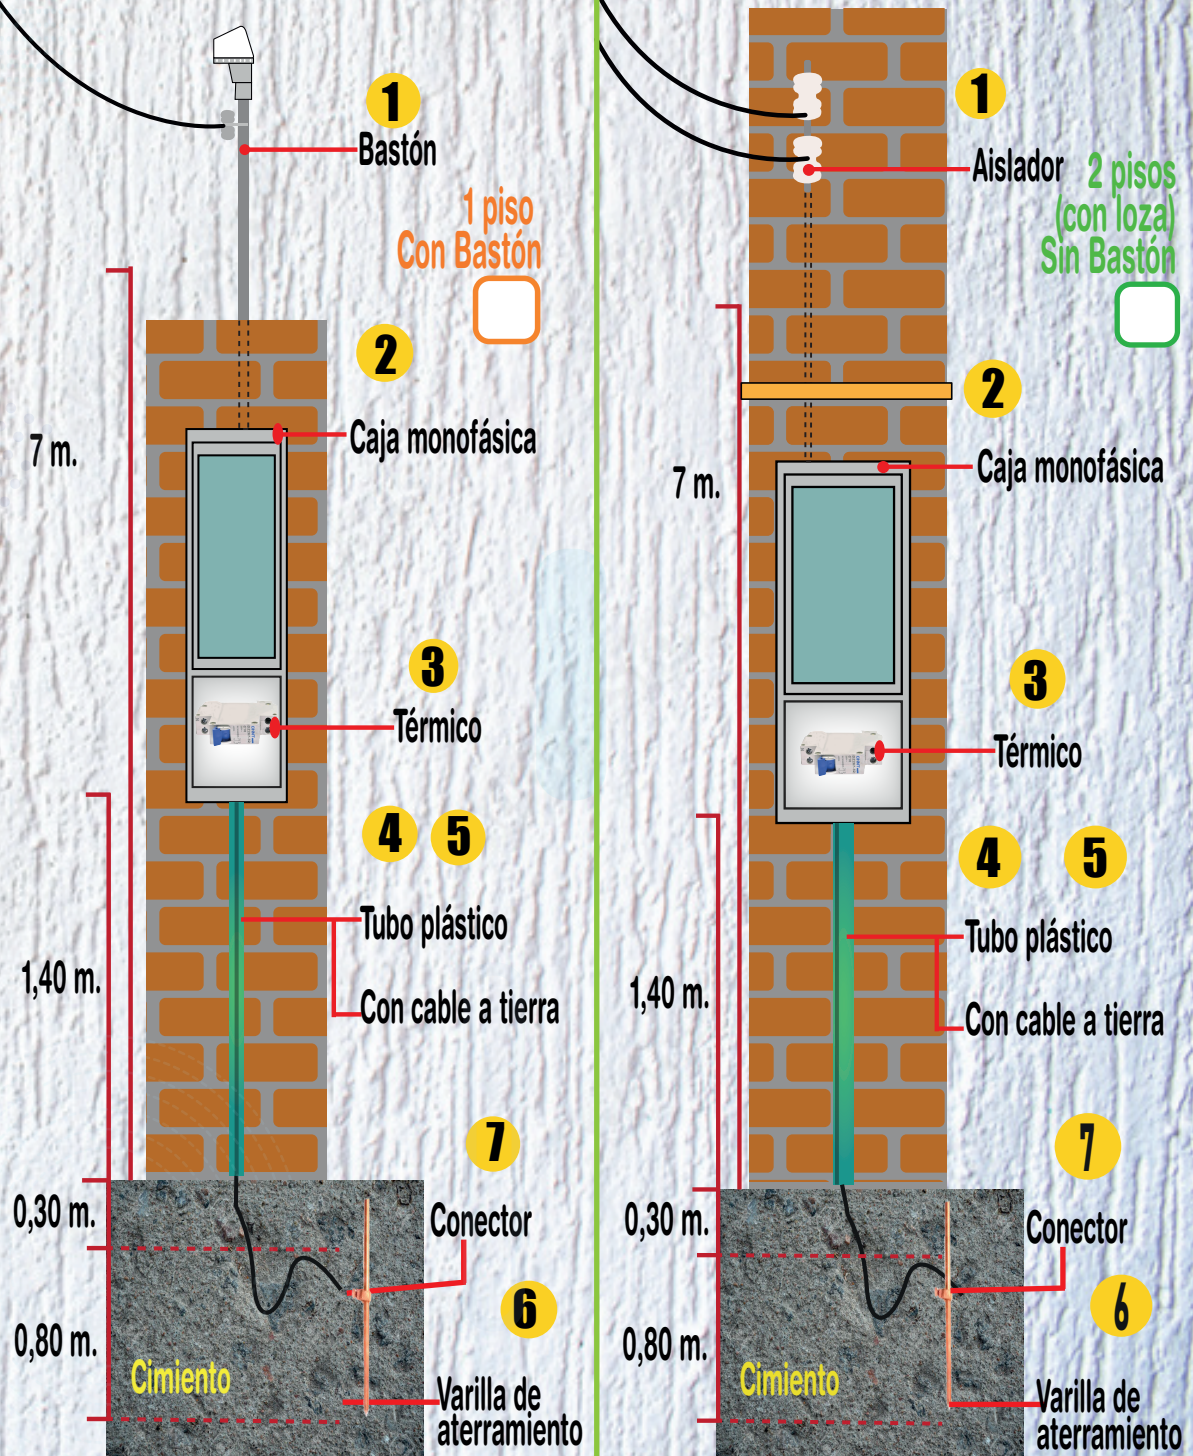 1
Bastón
1 piso
Con Bastón
2
Caja monofásica
7 m.
3
Térmico
4 5
Tubo plástico
1,40 m.
Con cable a tierra
7
0,30 m.
Conector
6
0,80 m.
Cimiento
Varilla de
aterramiento
1
Aislador
2 pisos
(con loza)
Sin Bastón
2
Caja monofásica
7 m.
3
Térmico
4 5
Tubo plástico
1,40 m.
Con cable a tierra
7
0,30 m.
Conector
6
0,80 m.
Cimiento
Varilla de
aterramiento